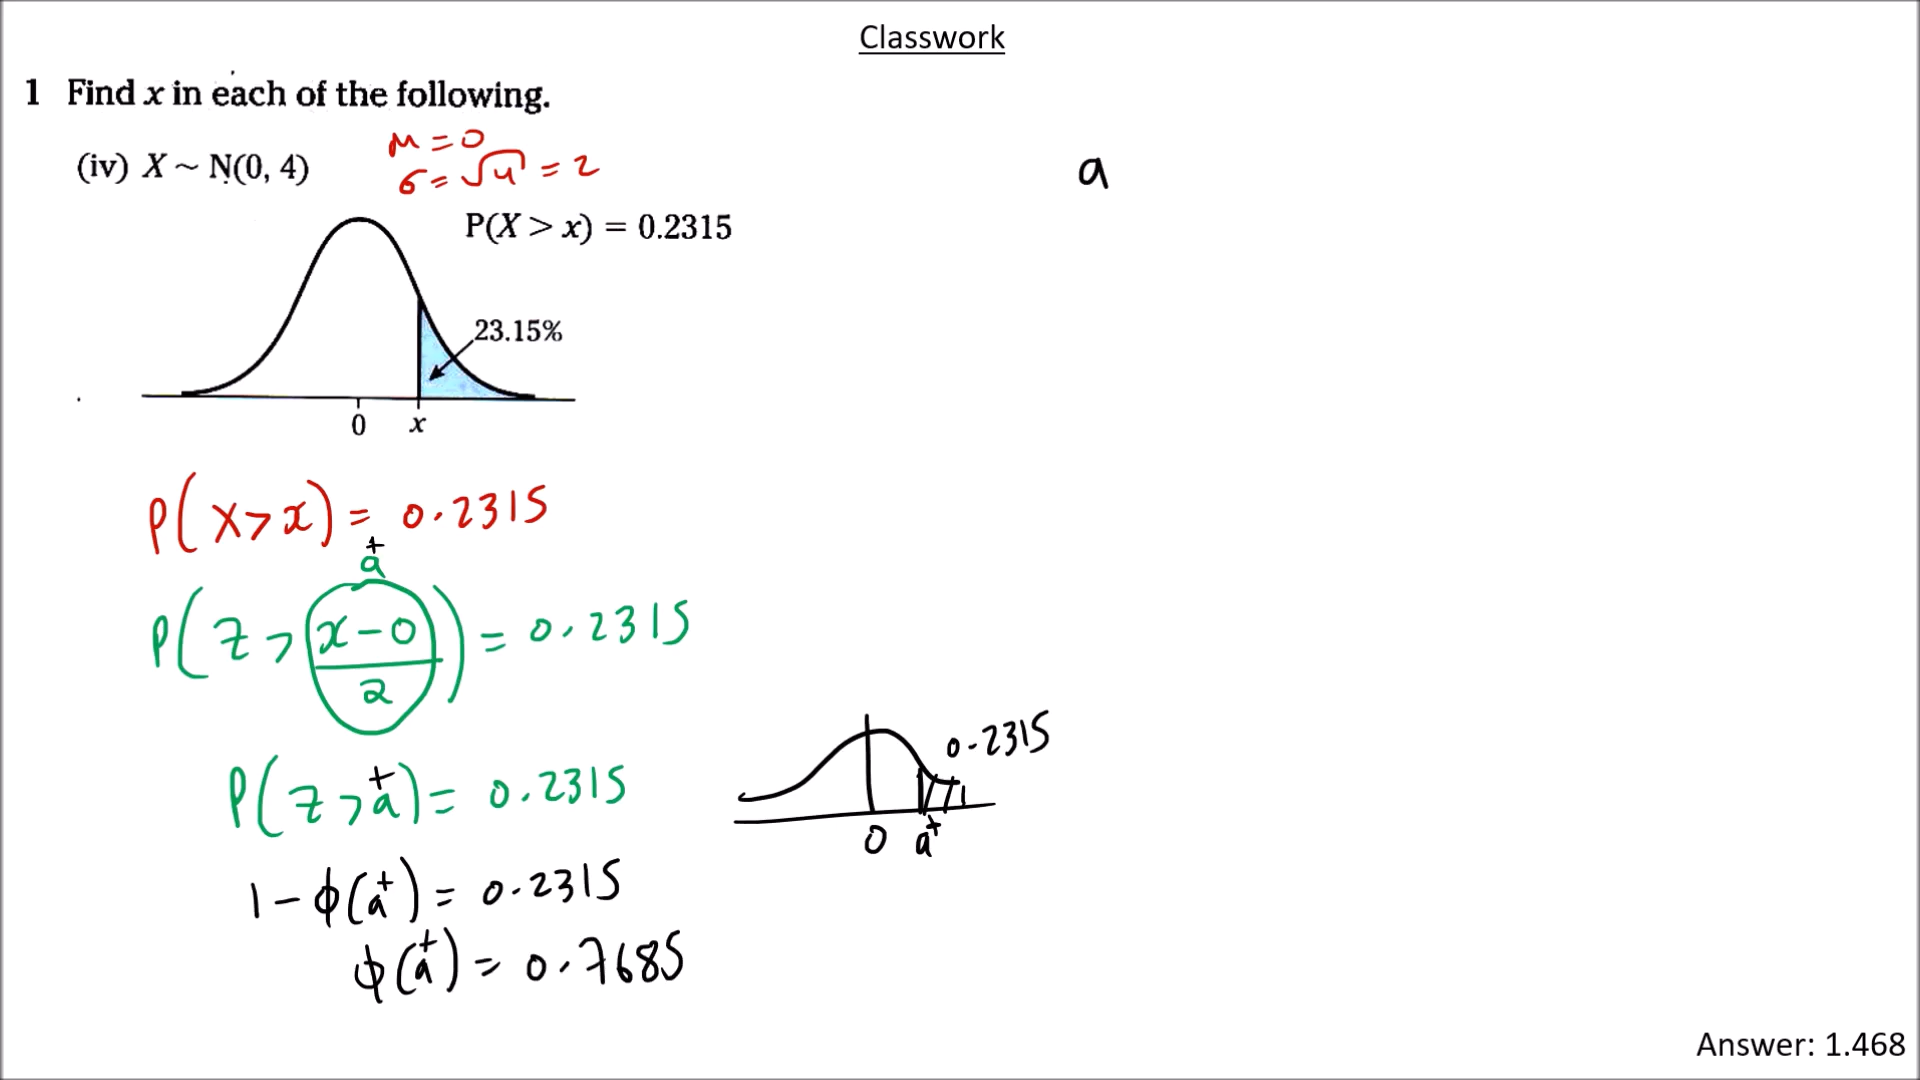 Classwork
1 Find x in each of the following.
(iv) X ~ N(0, 4)
μ = 0
σ = √4 = 2
a
P(X > x) = 0.2315
23.15%
0 x
P(X > x) = 0.2315
a+
P(Z > (x - 0)/2) = 0.2315
P(Z > a+) = 0.2315
0.2315
0 a+
1 - ϕ(a+) = 0.2315
ϕ(a+) = 0.7685
Answer: 1.468